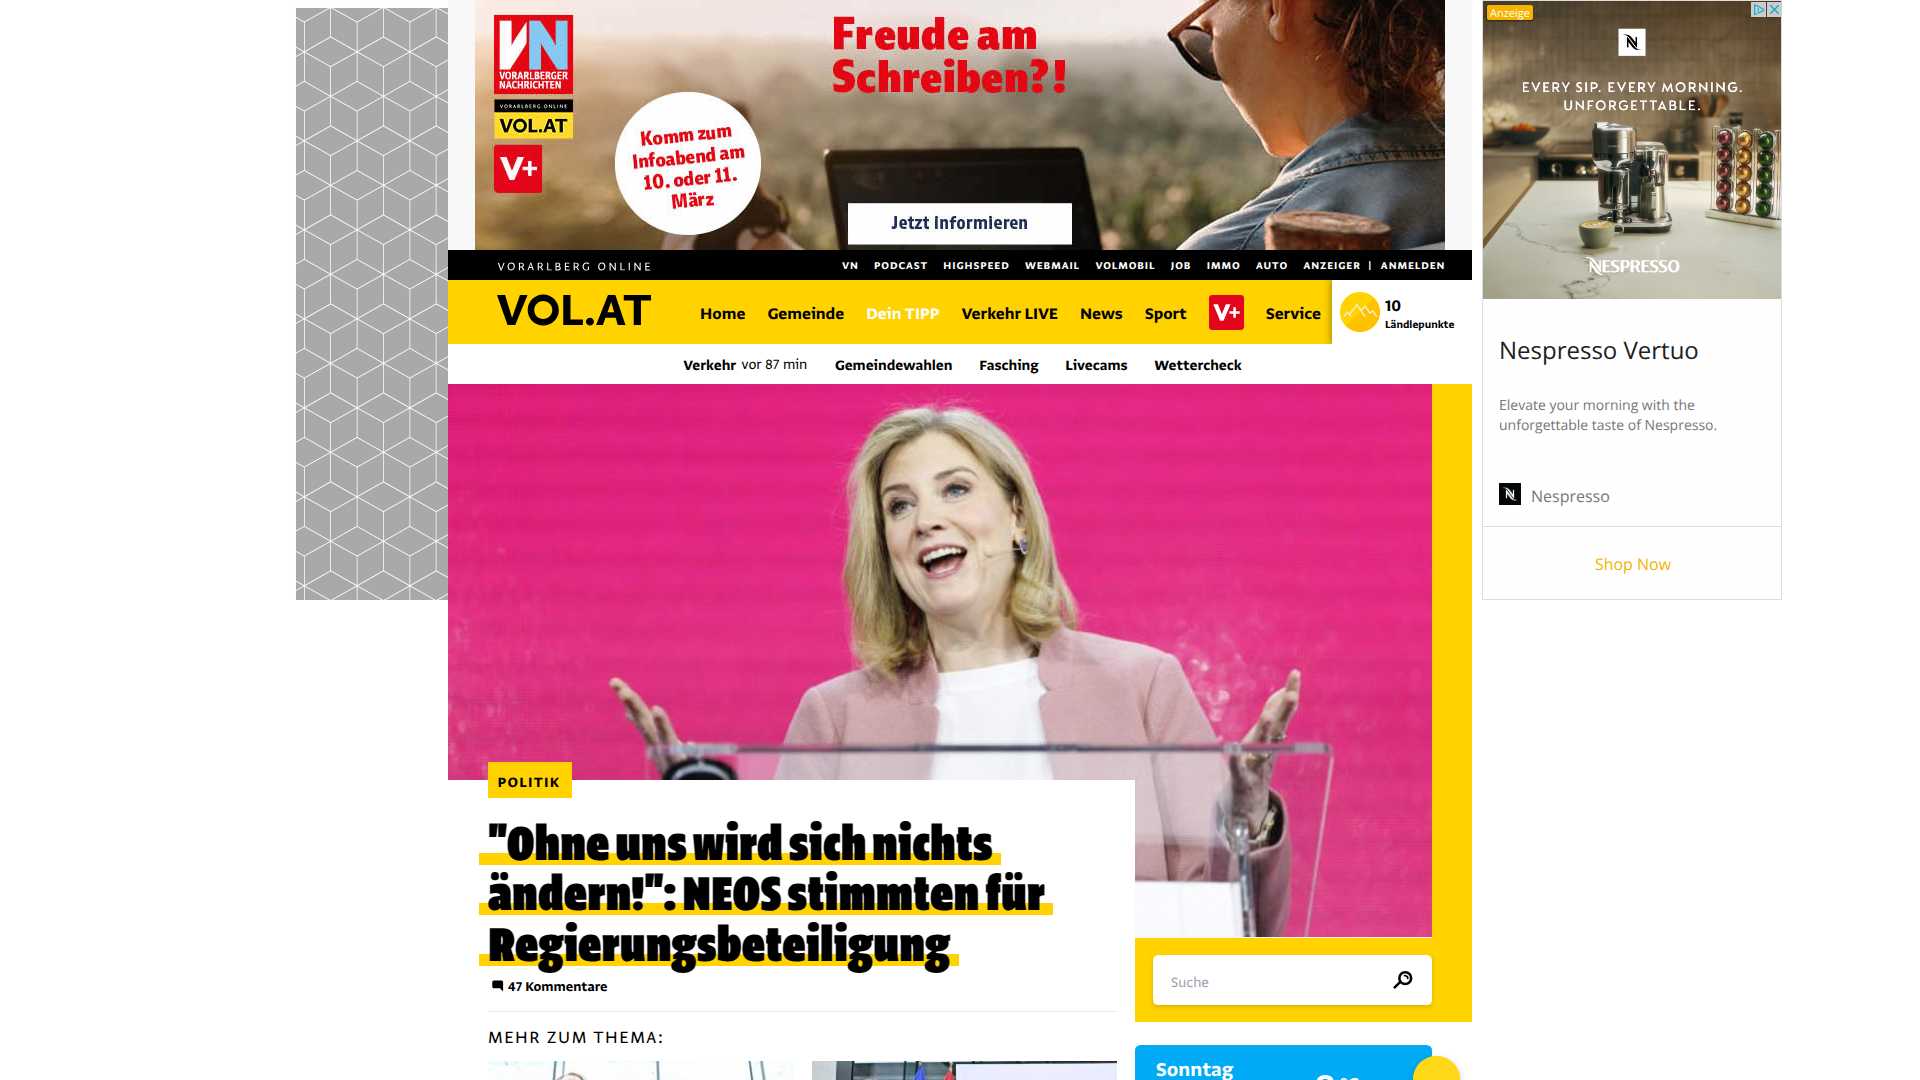 VN
VORARLBERGER
NACHRICHTEN
VORARLBERG ONLINE
VOL.AT
V+
Komm zum
Infoabend am
10. oder 11.
März
Freude am
Schreiben?!
Jetzt Informieren
Anzeige
N
EVERY SIP. EVERY MORNING.
UNFORGETTABLE.
NESPRESSO
Nespresso Vertuo
Elevate your morning with the
unforgettable taste of Nespresso.
Nespresso
Shop Now
VORARLBERG ONLINE
VN PODCAST HIGHSPEED WEBMAIL VOLMOBIL JOB IMMO AUTO ANZEIGER | ANMELDEN
VOL.AT
Home Gemeinde Dein TIPP Verkehr LIVE News Sport V+ Service
10
Ländlepunkte
Verkehr vor 87 min Gemeindewahlen Fasching Livecams Wettercheck
POLITIK
"Ohne uns wird sich nichts
ändern!": NEOS stimmten für
Regierungsbeteiligung
47 Kommentare
MEHR ZUM THEMA:
Suche
Sonntag